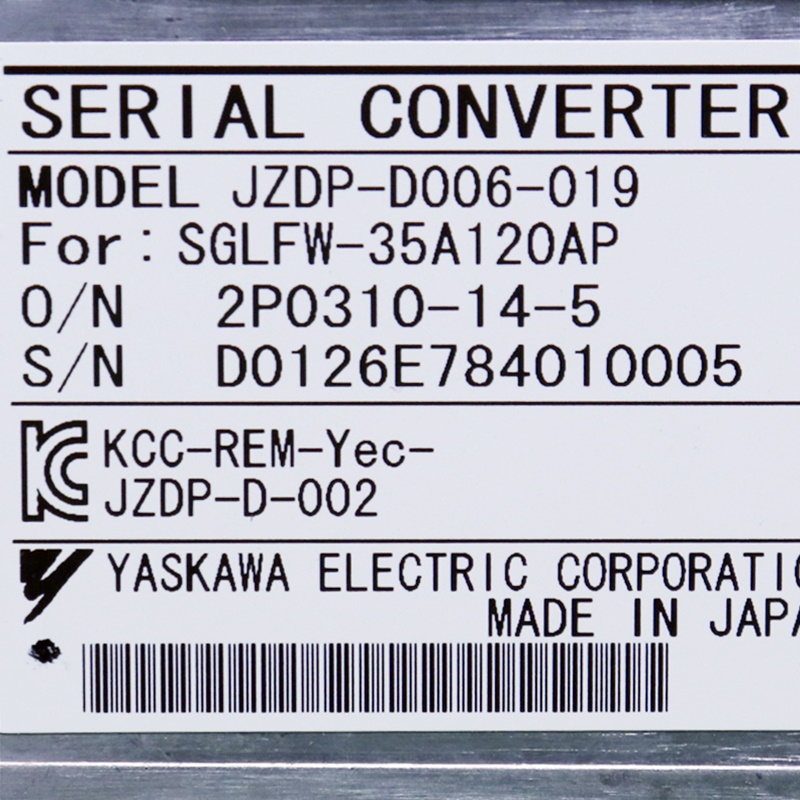 SERIAL CONVERTER
MODEL JZDP-D006-019
For: SGLFW-35A120AP
O/N 2P0310-14-5
S/N D0126E784010005
KCC-REM-Yec-
JZDP-D-002
YASKAWA ELECTRIC
MADE IN